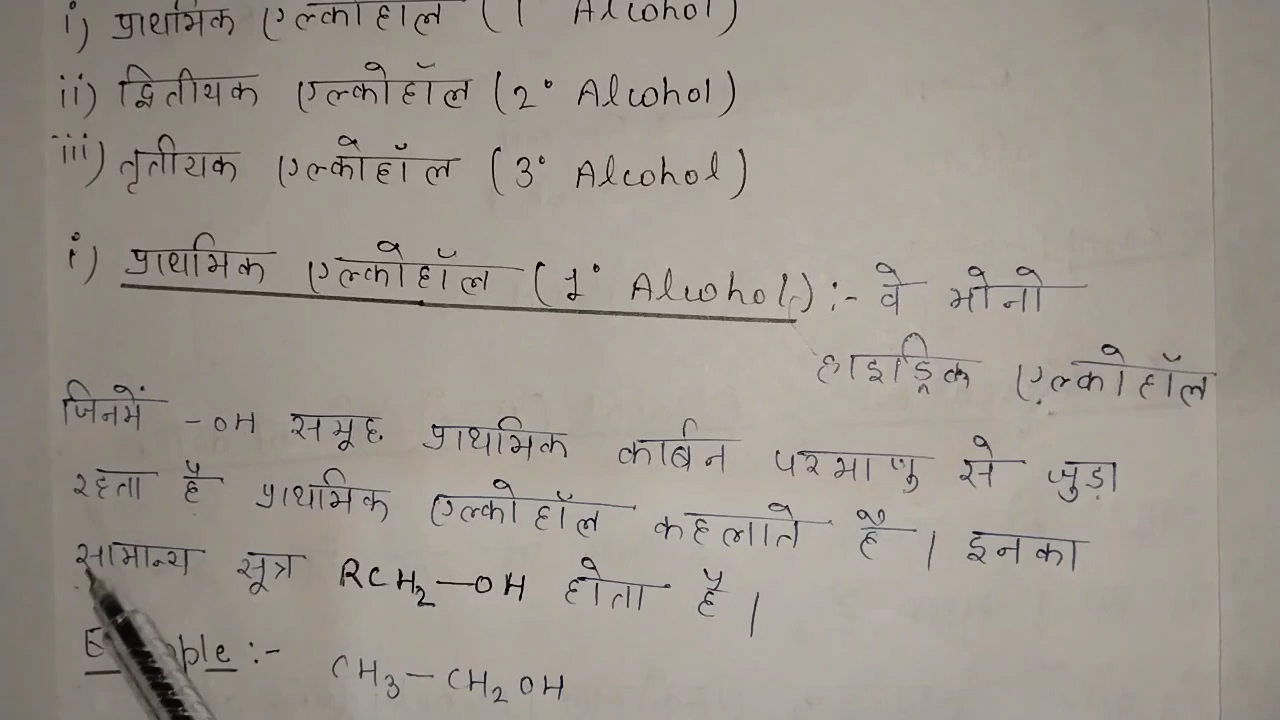 i) प्राथमिक एल्कोहॉल (1° Alcohol)
ii) द्वितीयक एल्कोहॉल (2° Alcohol)
iii) तृतीयक एल्कोहॉल (3° Alcohol)
i) प्राथमिक एल्कोहॉल (1° Alcohol) :- वे मोनो
हाइड्रिक एल्कोहॉल
जिनमें -OH समूह प्राथमिक कार्बन परमाणु से जुड़ा
रहता है प्राथमिक एल्कोहॉल कहलाते हैं। इनका
सामान्य सूत्र RCH₂—OH होता है।
:- CH₃—CH₂OH